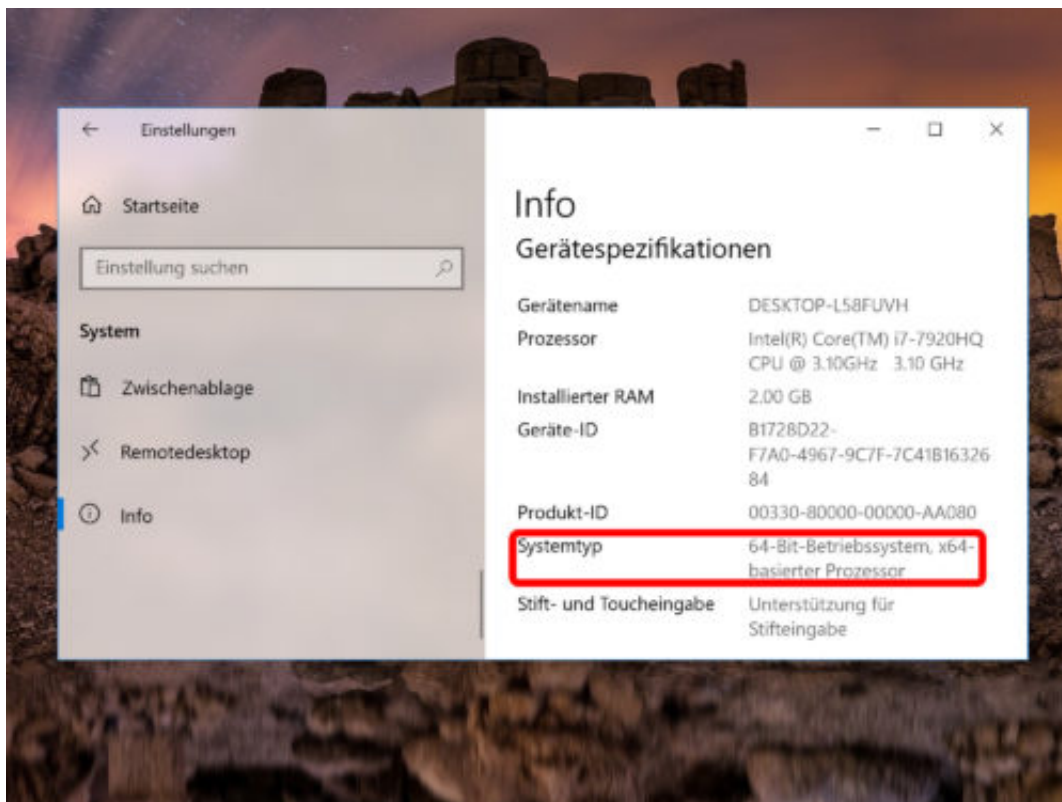 Einstellungen
Startseite
Einstellung suchen
System
Zwischenablage
Remotedesktop
Info
Info
Gerätespezifikationen
Gerätename DESKTOP-L58FUVH
Prozessor Intel(R) Core(TM) i7-7920HQ
CPU @ 3.10GHz 3.10 GHz
Installierter RAM 2.00 GB
Geräte-ID B1728D22-
F7A0-4967-9C7F-7C41B16326
84
Produkt-ID 00330-80000-00000-AA080
Systemtyp 64-Bit-Betriebssystem, x64-
basierter Prozessor
Stift- und Toucheingabe Unterstützung für
Stifteingabe